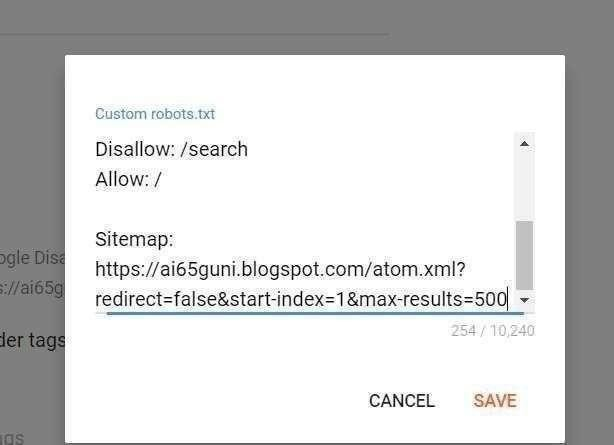 Custom robots.txt
Disallow: /search
Allow: /
Sitemap:
https://ai65guni.blogspot.com/atom.xml?
redirect=false&start-index=1&max-results=500
ogle Disa
s://ai65g
der tags
254 / 10,240
CANCEL SAVE
ags